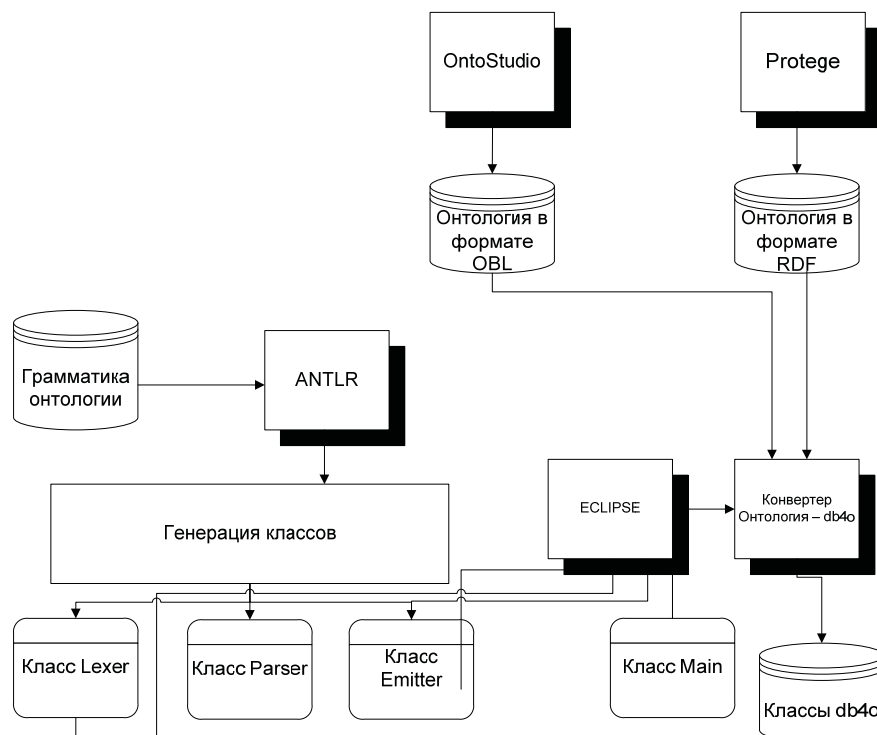 OntoStudio
Protege
Онтология в
формате
OBL
Онтология в
формате
RDF
Грамматика
онтологии
ANTLR
Генерация классов
ECLIPSE
Конвертер
Онтология – db4o
Класс Lexer
Класс Parser
Класс
Emitter
Класс Main
Классы db4o